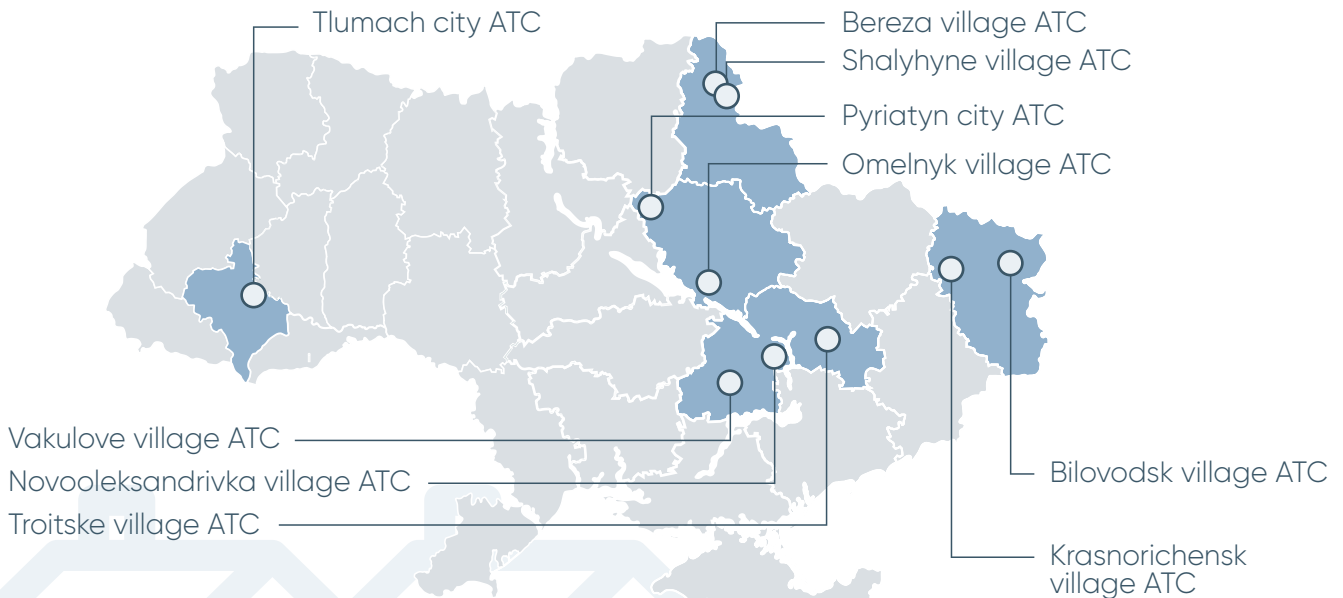 Tlumach city ATC
Bereza village ATC
Shalyhyne village ATC
Pyriatyn city ATC
Omelnyk village ATC
Vakulove village ATC
Novooleksandrivka village ATC
Troitske village ATC
Bilovodsk village ATC
Krasnorichensk
village ATC